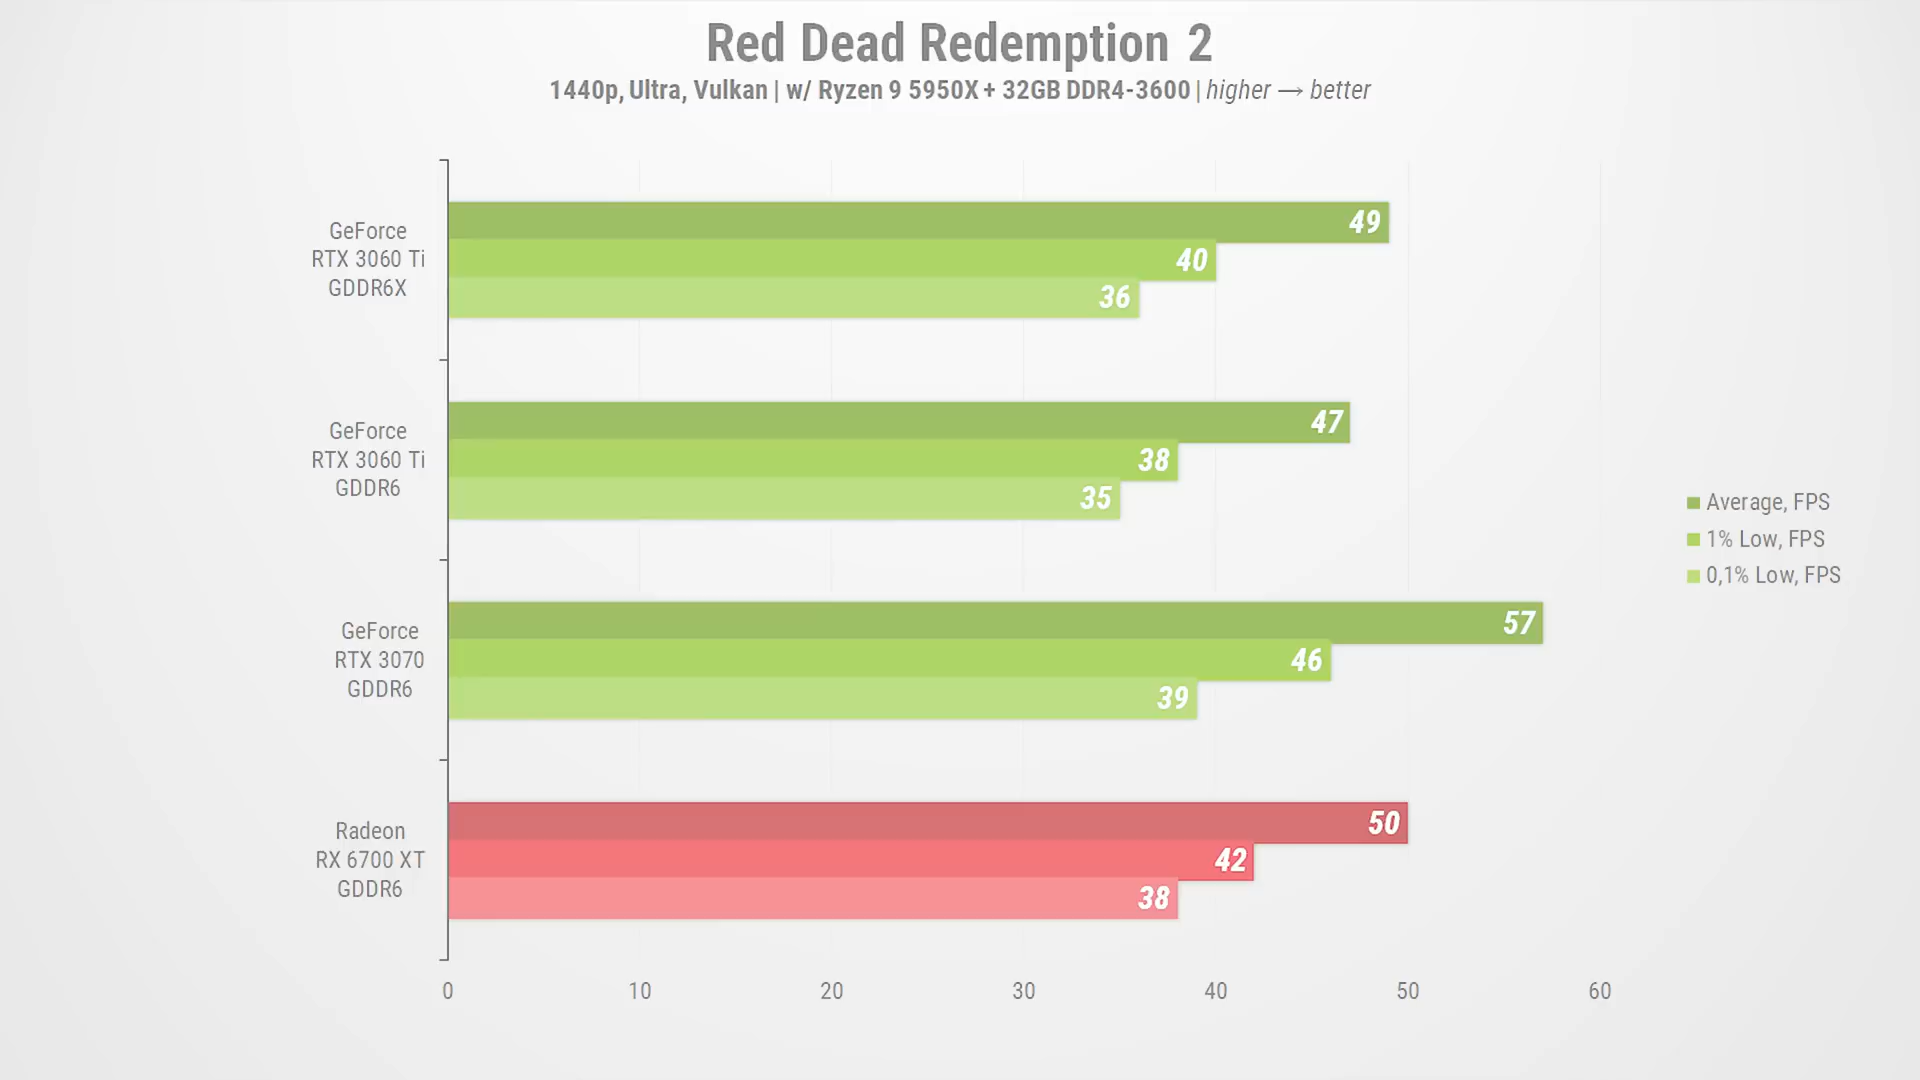 Red Dead Redemption 2
1440p, Ultra, Vulkan | w/ Ryzen 9 5950X + 32GB DDR4-3600 | higher → better
GeForce
RTX 3060 Ti
GDDR6X
49
40
36
GeForce
RTX 3060 Ti
GDDR6
47
38
35
GeForce
RTX 3070
GDDR6
57
46
39
Radeon
RX 6700 XT
GDDR6
50
42
38
Average, FPS
1% Low, FPS
0,1% Low, FPS
0 10 20 30 40 50 60